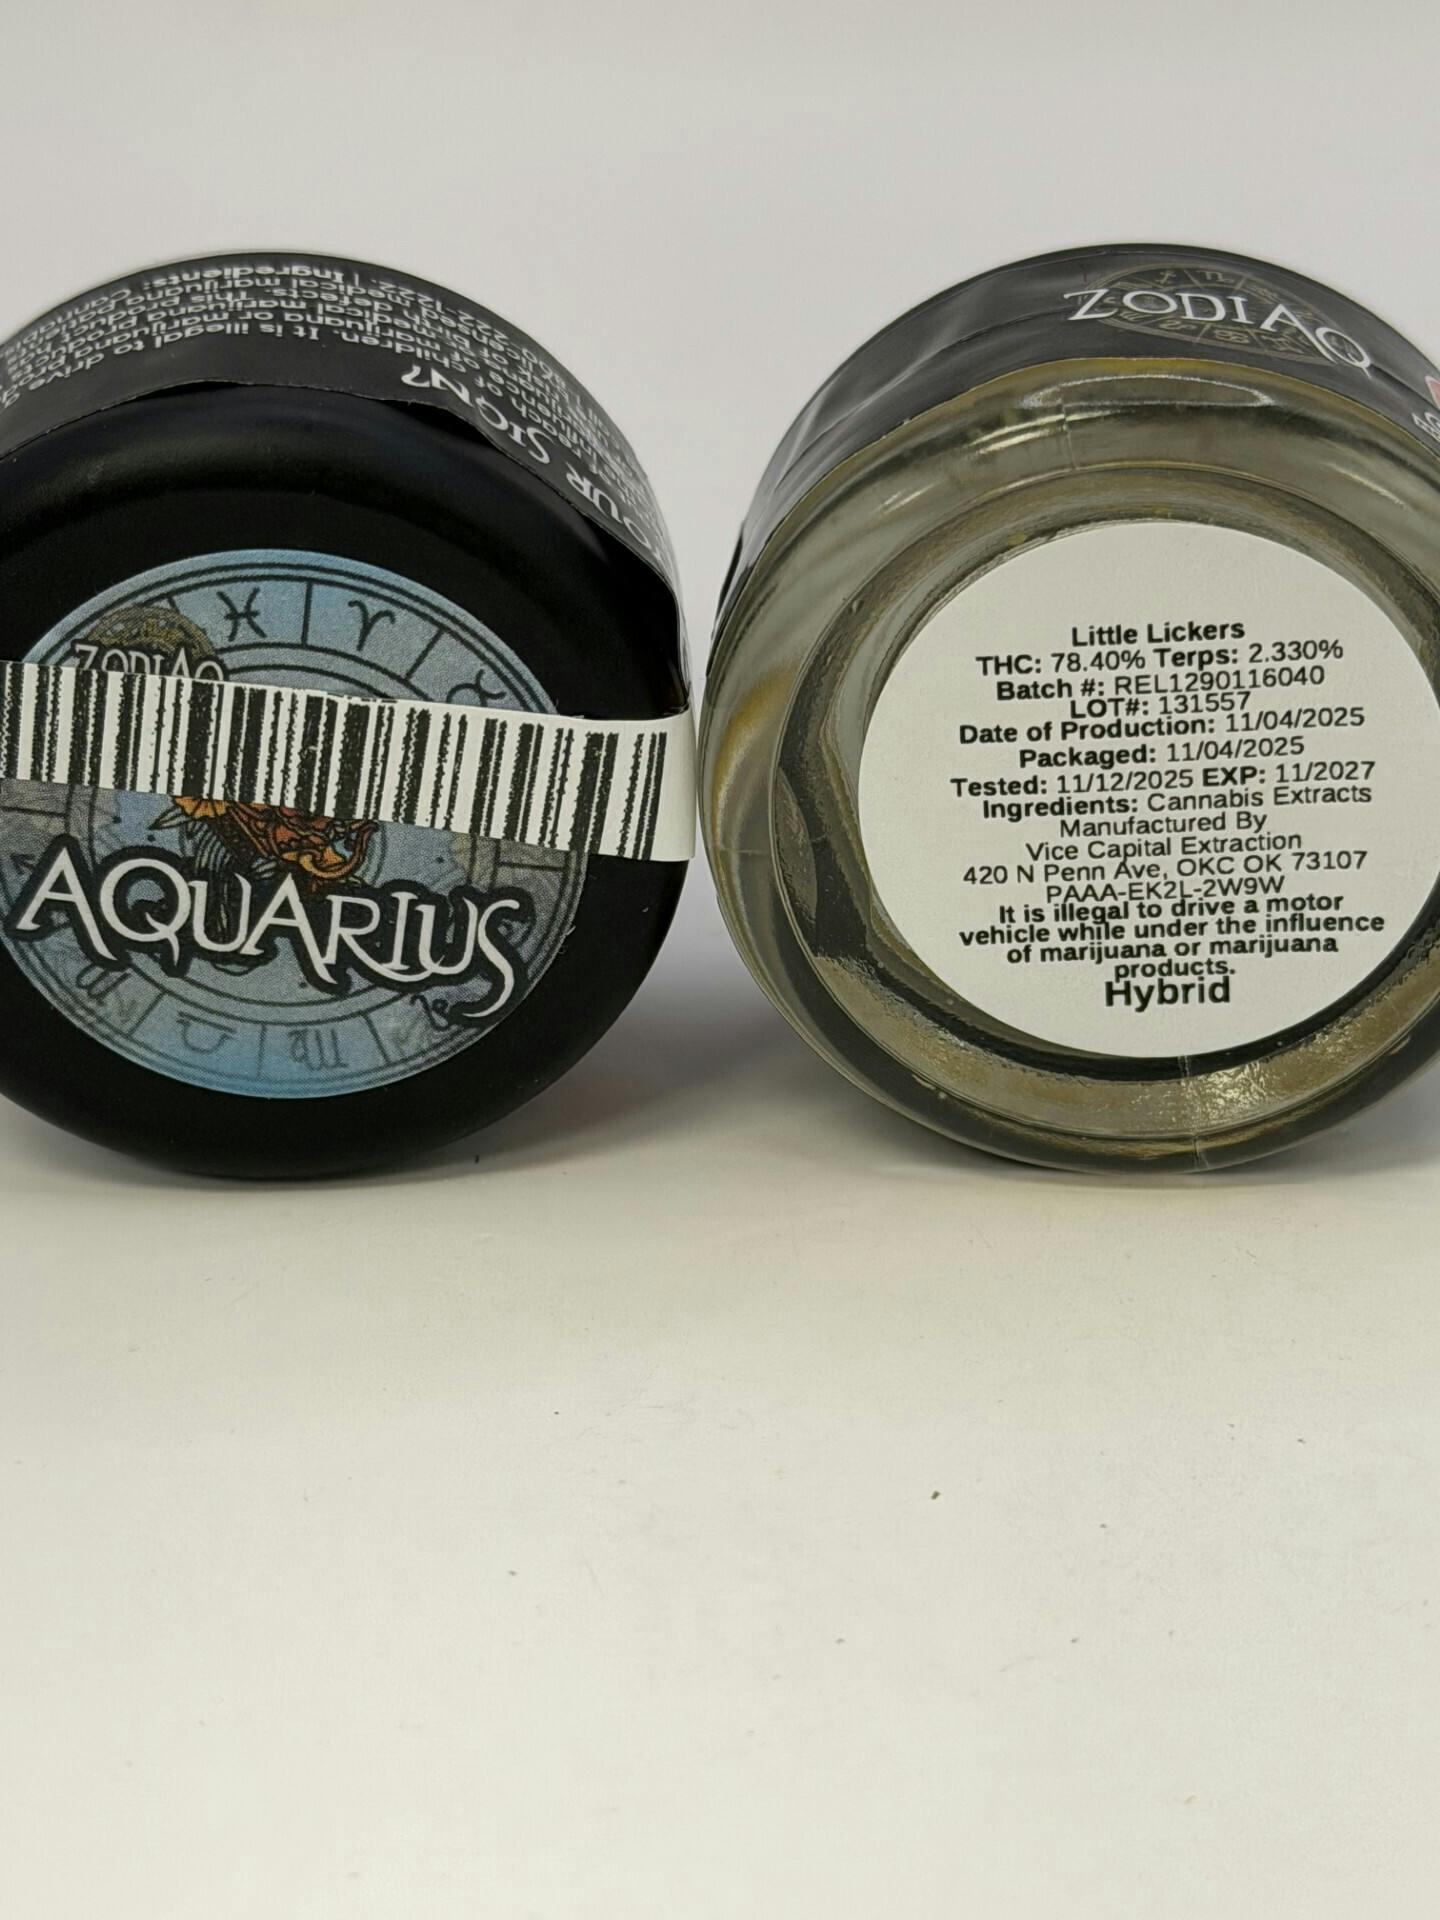 YOUR SIGN?
ZODIAQ
AQUARIUS
ZODIAQ
Little Lickers
THC: 78.40% Terps: 2.330%
Batch #: REL1290116040
LOT#: 131557
Date of Production: 11/04/2025
Packaged: 11/04/2025
Tested: 11/12/2025 EXP: 11/2027
Ingredients: Cannabis Extracts
Manufactured By
Vice Capital Extraction
420 N Penn Ave, OKC OK 73107
PAAA-EK2L-2W9W
It is illegal to drive a motor
vehicle while under the influence
of marijuana or marijuana
products.
Hybrid